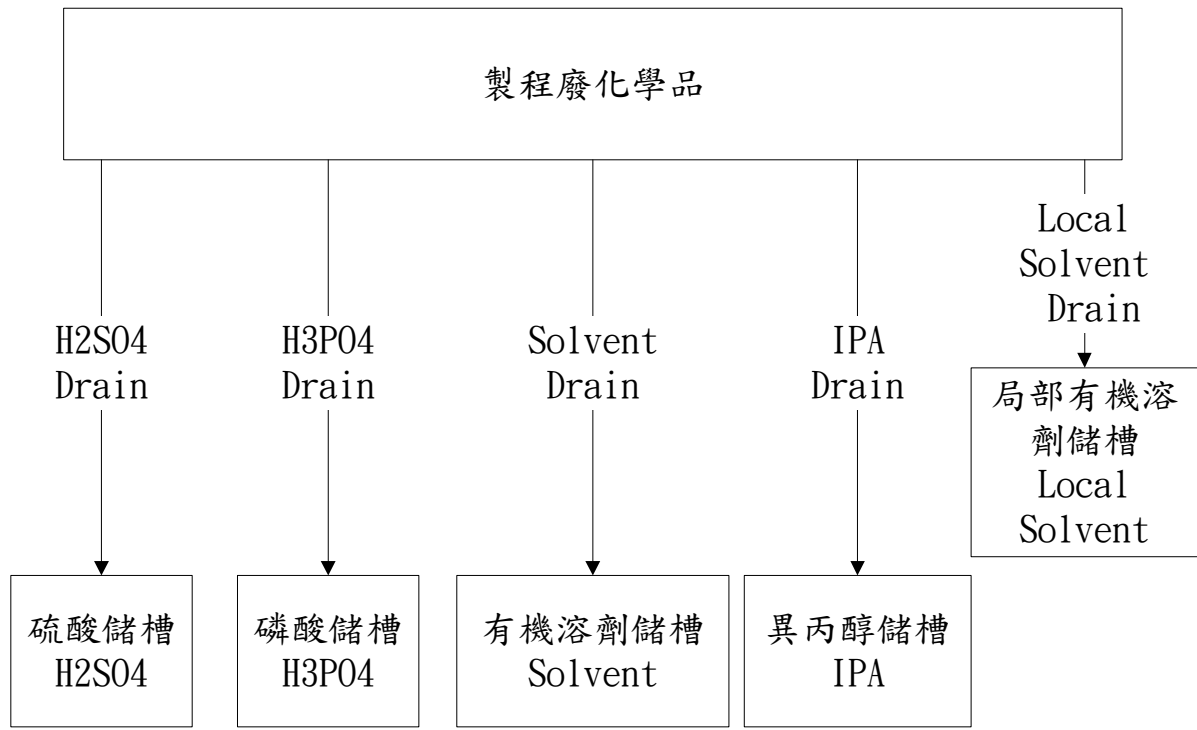 製程廢化學品
Local
Solvent
Drain
H2SO4
Drain
H3PO4
Drain
Solvent
Drain
IPA
Drain
局部有機溶
劑儲槽
Local
Solvent
硫酸儲槽
H2SO4
磷酸儲槽
H3PO4
有機溶劑儲槽
Solvent
異丙醇儲槽
IPA